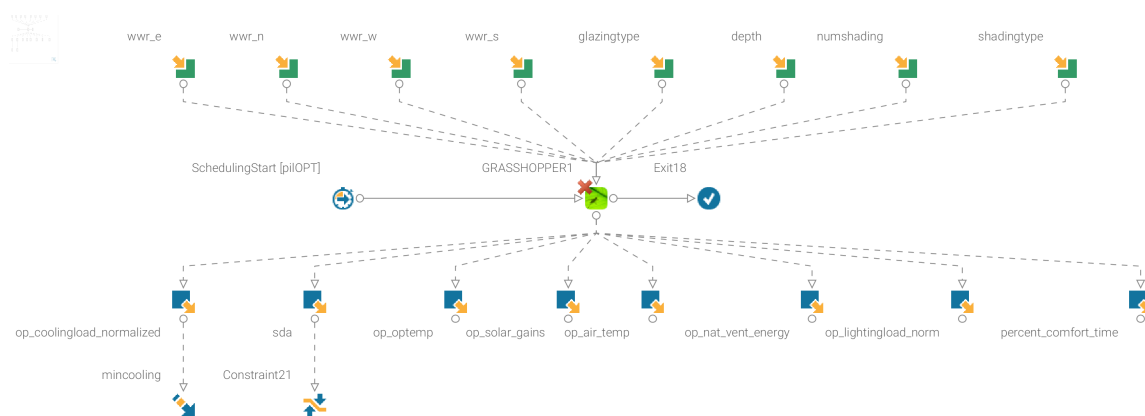 wwr_e wwr_n wwr_w wwr_s glazingtype depth numshading shadingtype
SchedulingStart [pilOPT] GRASSHOPPER1 Exit18
op_coolingload_normalized sda op_optemp op_solar_gains op_air_temp op_nat_vent_energy op_lightingload_norm percent_comfort_time
mincooling Constraint21